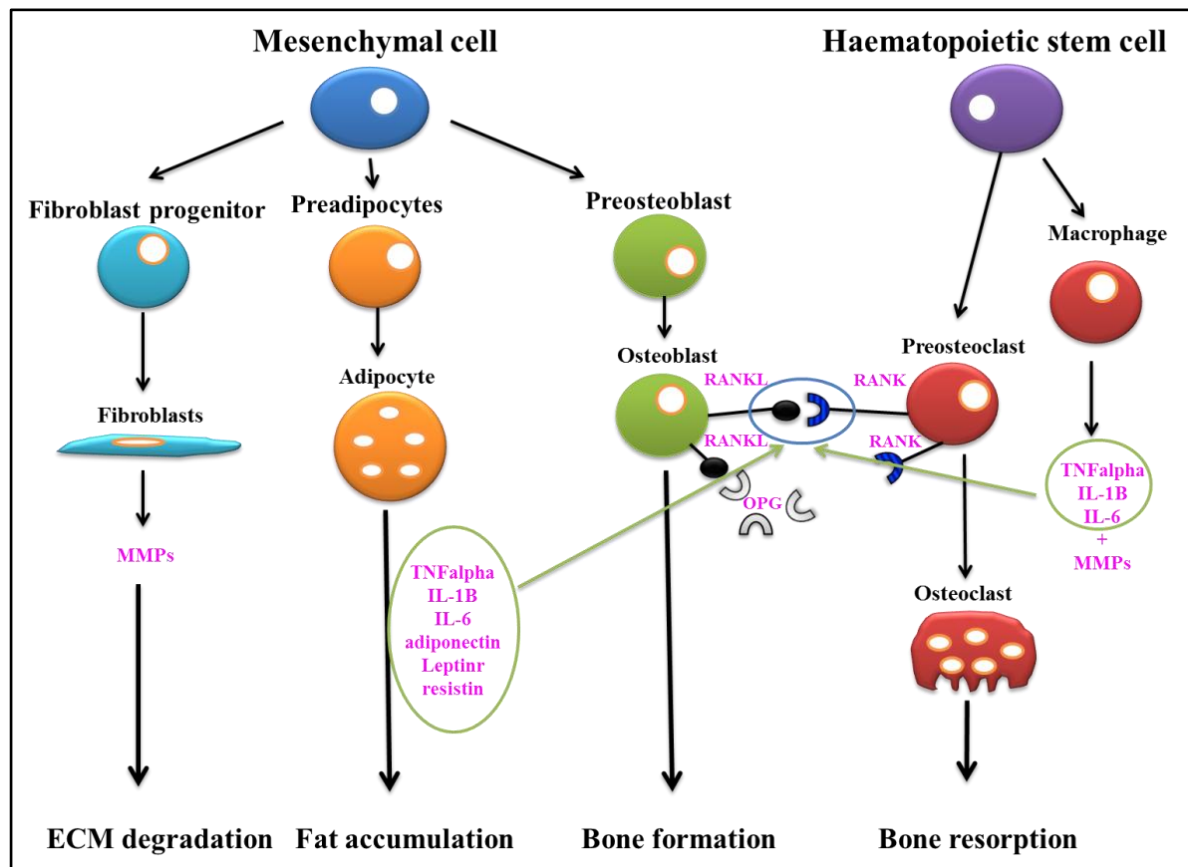 Mesenchymal cell
Haematopoietic stem cell
Fibroblast progenitor
Preadipocytes
Preosteoblast
Macrophage
Osteoblast
Preosteoclast
Adipocyte
RANKL
RANK
Fibroblasts
RANKL
RANK
OPG
TNFalpha
IL-1B
IL-6
+
MMPs
MMPs
TNFalpha
IL-1B
IL-6
adiponectin
Leptinr
resistin
Osteoclast
ECM degradation
Fat accumulation
Bone formation
Bone resorption